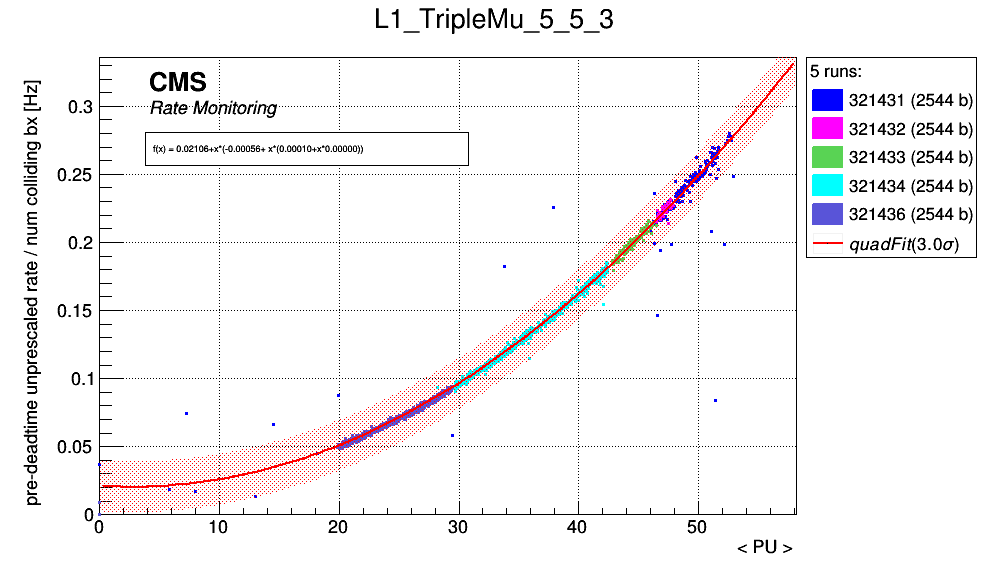 L1_TripleMu_5_5_3
pre-deadtime unprescaled rate / num colliding bx [Hz]
CMS
Rate Monitoring
f(x) = 0.02106+x*(-0.00056+ x*(0.00010+x*0.00000))
0.3
0.25
0.2
0.15
0.1
0.05
0
0 10 20 30 40 50
< PU >
5 runs:
321431 (2544 b)
321432 (2544 b)
321433 (2544 b)
321434 (2544 b)
321436 (2544 b)
quadFit(3.0σ)